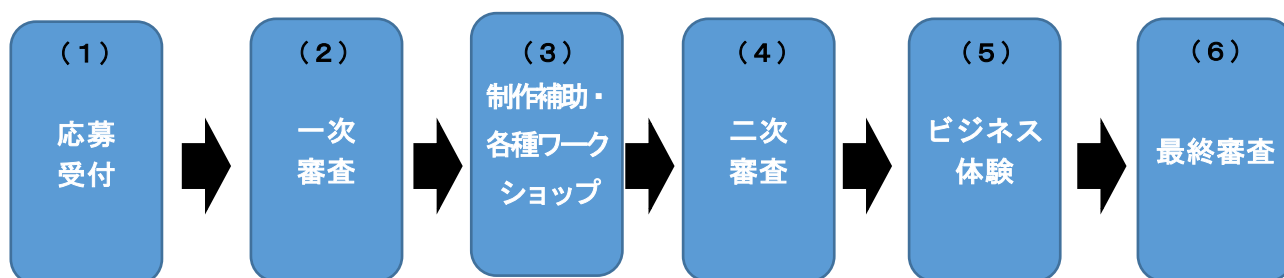 (1)
応募
受付
(2)
一次
審査
(3)
制作補助・
各種ワーク
ショップ
(4)
二次
審査
(5)
ビジネス
体験
(6)
最終審査